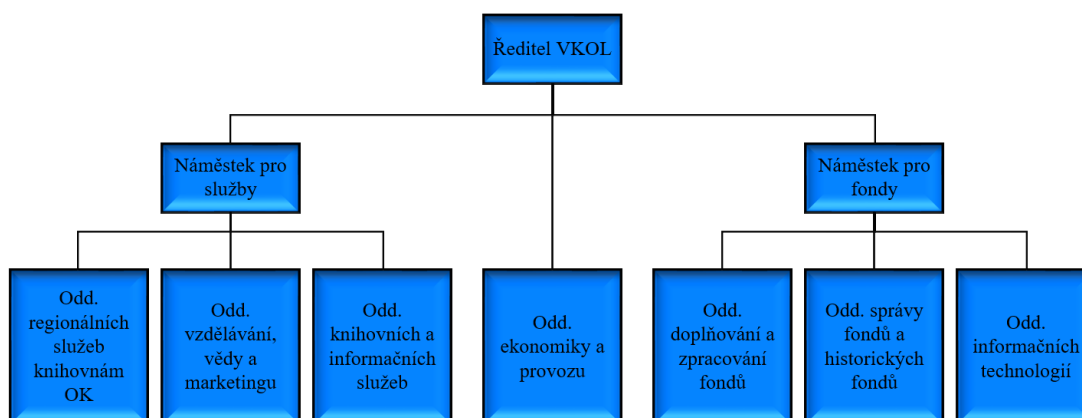 Ředitel VKOL
Náměstek pro
služby
Náměstek pro
fondy
Odd.
regionálních
služeb
knihovnám
OK
Odd.
vzdělávání,
vědy a
marketingu
Odd.
knihovních a
informačních
služeb
Odd.
ekonomiky a
provozu
Odd.
doplňování a
zpracování
fondů
Odd. správy
fondů a
historických
fondů
Odd.
informačních
technologií